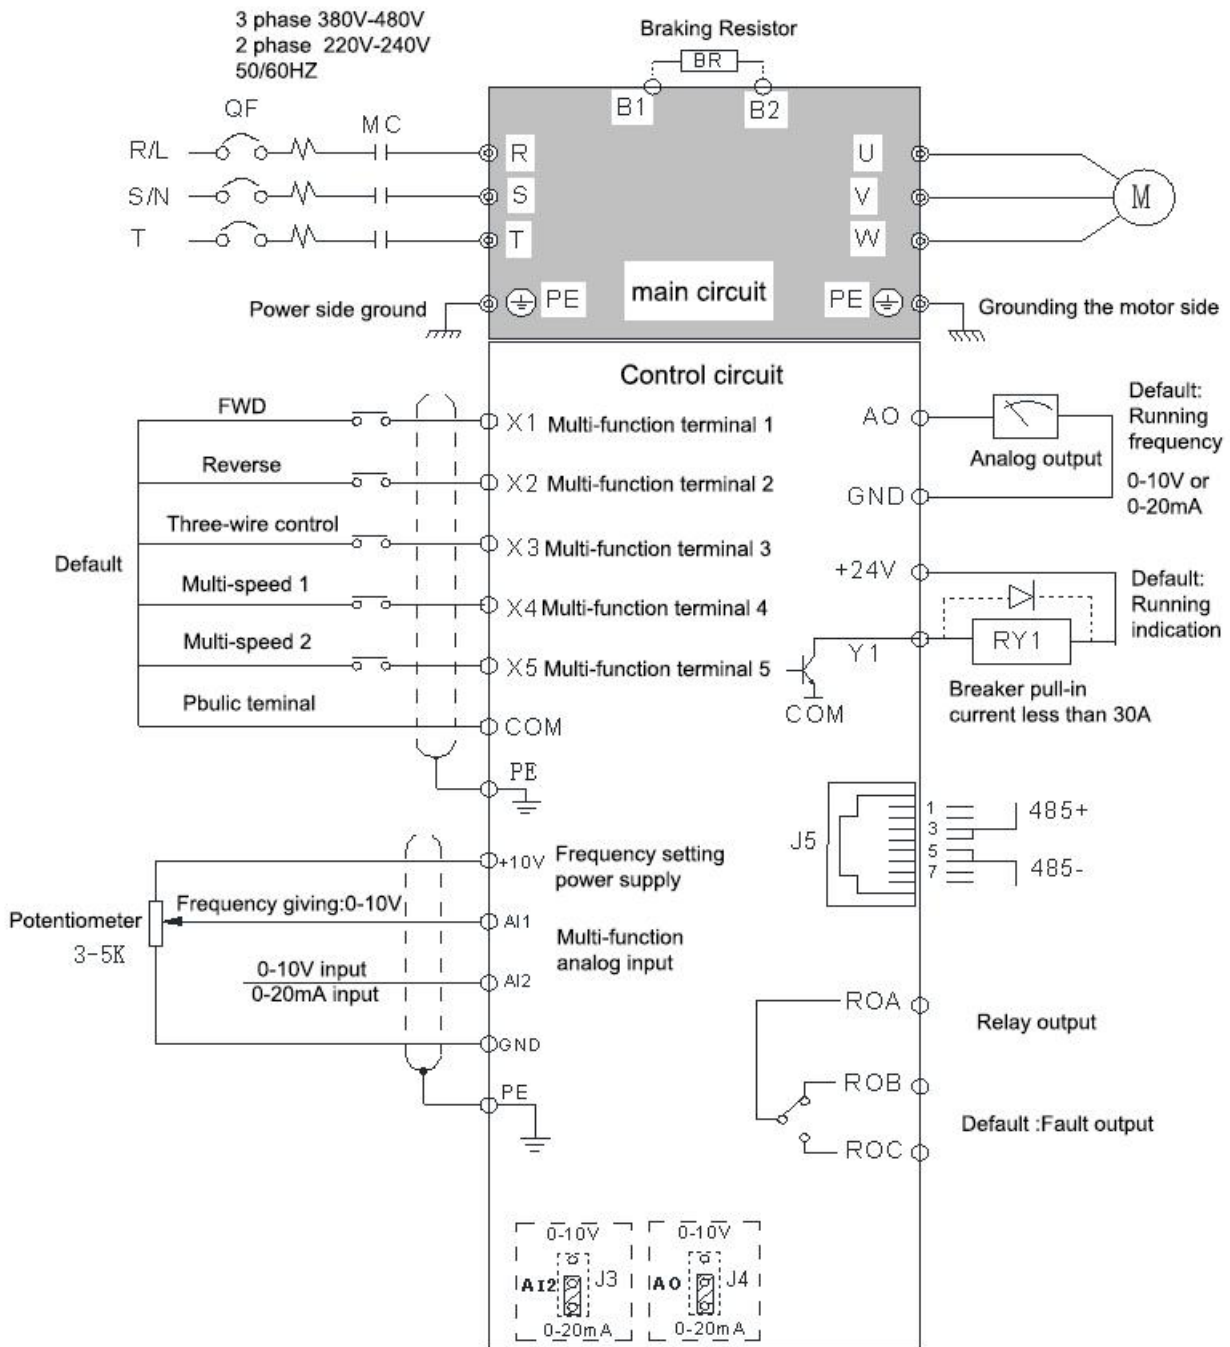 3 phase 380V-480V
2 phase 220V-240V
50/60HZ
Braking Resistor
BR
B1
B2
QF
MC
R/L
R
U
S/N
S
V
M
T
T
W
main circuit
Power side ground
PE
PE
Grounding the motor side
Control circuit
FWD
X1 Multi-function terminal 1
AO
Analog output
Default:
Running
frequency
0-10V or
0-20mA
Reverse
X2 Multi-function terminal 2
GND
Three-wire control
X3 Multi-function terminal 3
Default
+24V
Default:
Running
indication
Multi-speed 1
X4 Multi-function terminal 4
Y1
RY1
Multi-speed 2
X5 Multi-function terminal 5
COM
Breaker pull-in
current less than 30A
Pbulic teminal
COM
PE
J5
1
3
5
7
485+
485-
+10V
Frequency setting
power supply
Potentiometer
3-5K
Frequency giving:0-10V
AI1
Multi-function
analog input
0-10V input
0-20mA input
AI2
GND
PE
ROA
Relay output
ROB
Default :Fault output
ROC
0-10V
AI2
J3
0-20mA
0-10V
AO
J4
0-20mA